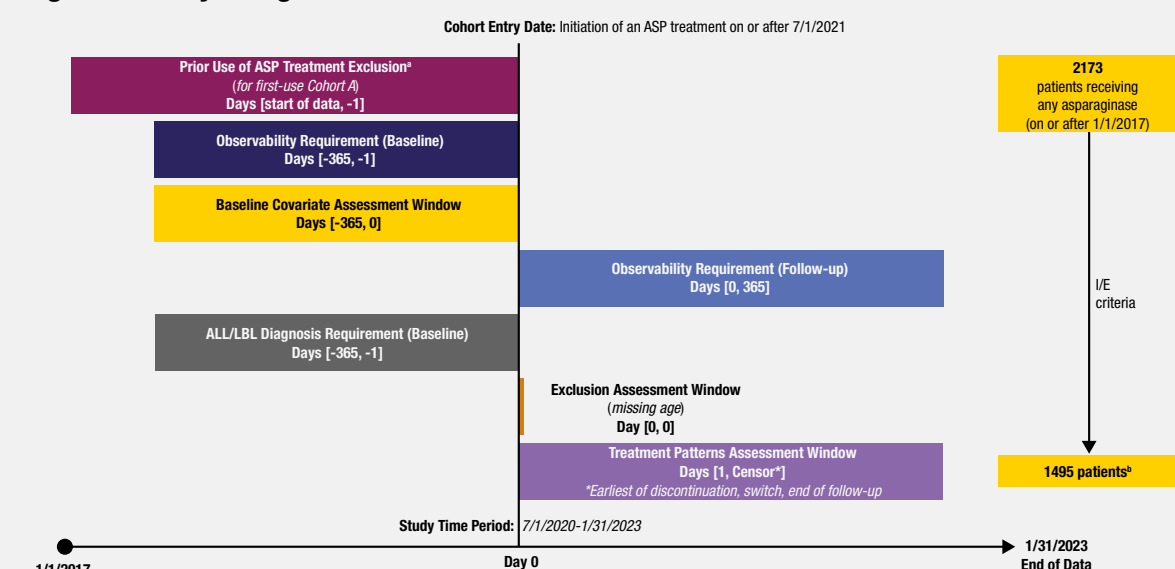 Cohort Entry Date: Initiation of an ASP treatment on or after 7/1/2021
Prior Use of ASP Treatment Exclusionᵃ
(for first-use Cohort A)
Days [start of data, -1]
2173
patients receiving
any asparaginase
(on or after 1/1/2017)
Observability Requirement (Baseline)
Days [-365, -1]
Baseline Covariate Assessment Window
Days [-365, 0]
Observability Requirement (Follow-up)
Days [0, 365]
I/E
criteria
ALL/LBL Diagnosis Requirement (Baseline)
Days [-365, -1]
Exclusion Assessment Window
(missing age)
Day [0, 0]
Treatment Patterns Assessment Window
Days [1, Censor*]
*Earliest of discontinuation, switch, end of follow-up
1495 patientsᵇ
Study Time Period: 7/1/2020-1/31/2023
1/1/2017
Day 0
1/31/2023
End of Data